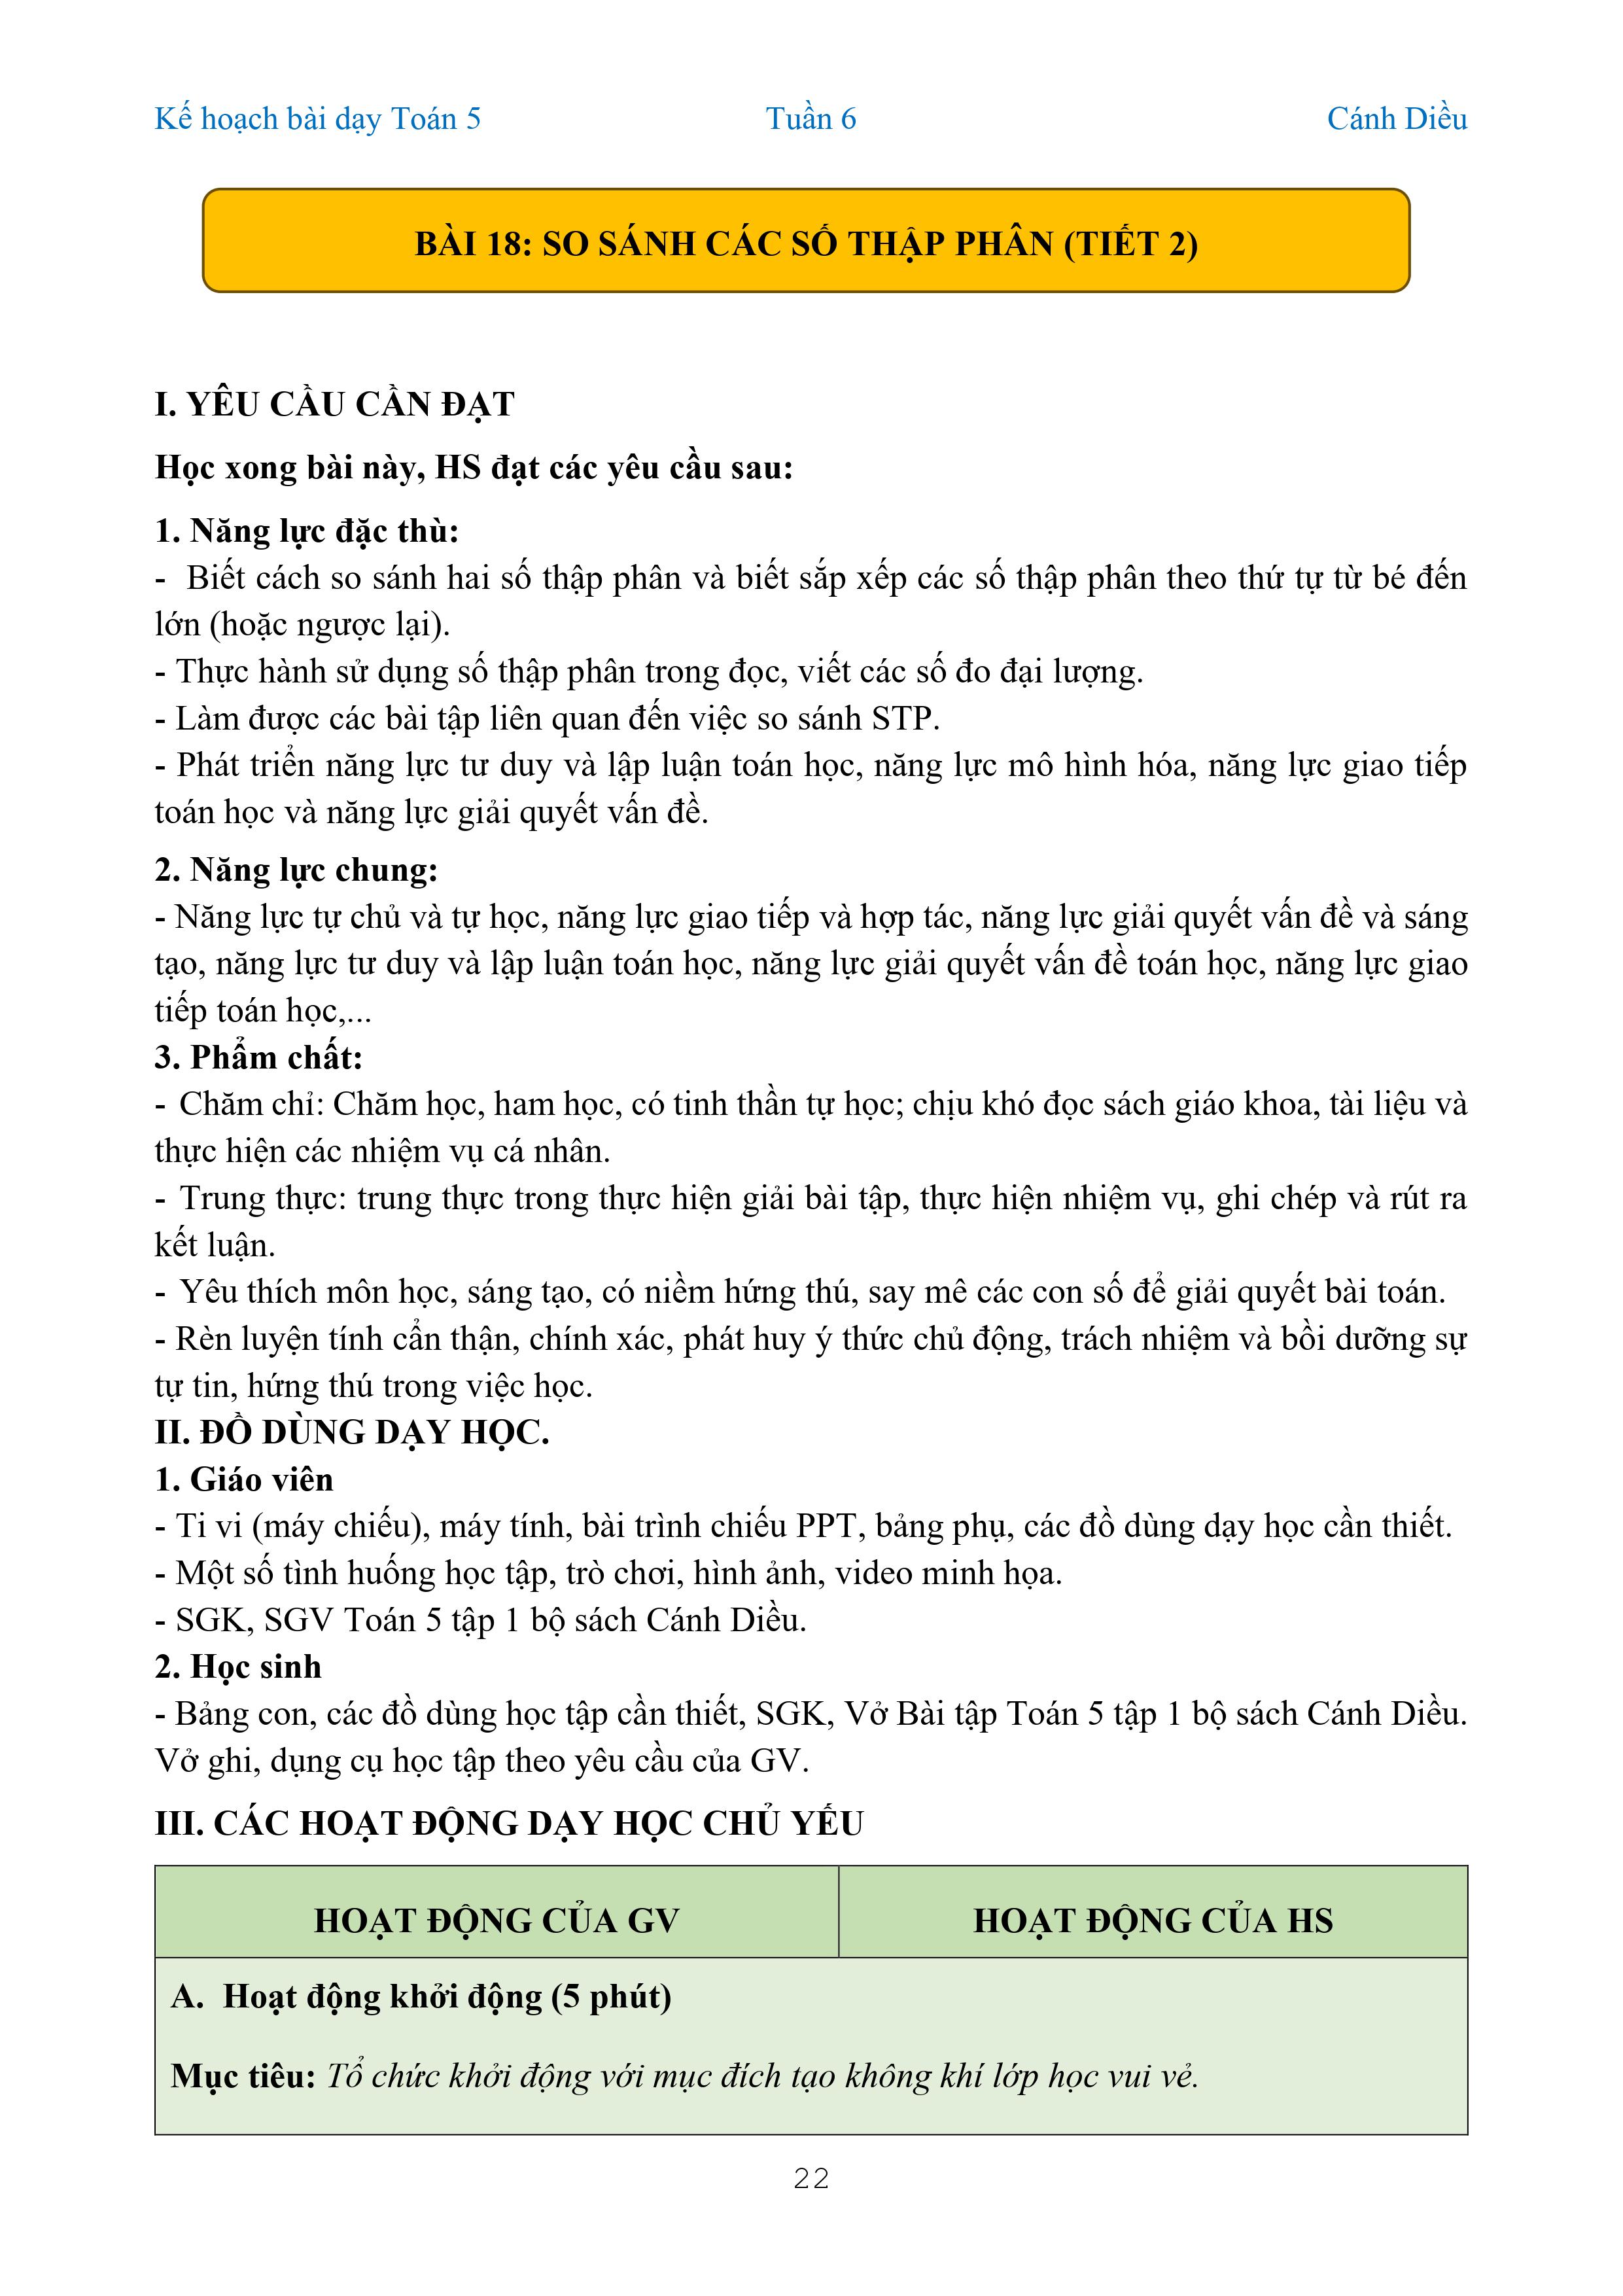 Kế hoạch bài dạy Toán 5 Tuần 6 Cánh Diều
BÀI 18: SO SÁNH CÁC SỐ THẬP PHÂN (TIẾT 2)
I. YÊU CẦU CẦN ĐẠT
Học xong bài này, HS đạt các yêu cầu sau:
1. Năng lực đặc thù:
- Biết cách so sánh hai số thập phân và biết sắp xếp các số thập phân theo thứ tự từ bé đến
lớn (hoặc ngược lại).
- Thực hành sử dụng số thập phân trong đọc, viết các số đo đại lượng.
- Làm được các bài tập liên quan đến việc so sánh STP.
- Phát triển năng lực tư duy và lập luận toán học, năng lực mô hình hóa, năng lực giao tiếp
toán học và năng lực giải quyết vấn đề.
2. Năng lực chung:
- Năng lực tự chủ và tự học, năng lực giao tiếp và hợp tác, năng lực giải quyết vấn đề và sáng
tạo, năng lực tư duy và lập luận toán học, năng lực giải quyết vấn đề toán học, năng lực giao
tiếp toán học,...
3. Phẩm chất:
- Chăm chỉ: Chăm học, ham học, có tinh thần tự học; chịu khó đọc sách giáo khoa, tài liệu và
thực hiện các nhiệm vụ cá nhân.
- Trung thực: trung thực trong thực hiện giải bài tập, thực hiện nhiệm vụ, ghi chép và rút ra
kết luận.
- Yêu thích môn học, sáng tạo, có niềm hứng thú, say mê các con số để giải quyết bài toán.
- Rèn luyện tính cẩn thận, chính xác, phát huy ý thức chủ động, trách nhiệm và bồi dưỡng sự
tự tin, hứng thú trong việc học.
II. ĐỒ DÙNG DẠY HỌC.
1. Giáo viên
- Ti vi (máy chiếu), máy tính, bài trình chiếu PPT, bảng phụ, các đồ dùng dạy học cần thiết.
- Một số tình huống học tập, trò chơi, hình ảnh, video minh họa.
- SGK, SGV Toán 5 tập 1 bộ sách Cánh Diều.
2. Học sinh
- Bảng con, các đồ dùng học tập cần thiết, SGK, Vở Bài tập Toán 5 tập 1 bộ sách Cánh Diều.
Vở ghi, dụng cụ học tập theo yêu cầu của GV.
III. CÁC HOẠT ĐỘNG DẠY HỌC CHỦ YẾU
HOẠT ĐỘNG CỦA GV HOẠT ĐỘNG CỦA HS
A. Hoạt động khởi động (5 phút)
Mục tiêu: Tổ chức khởi động với mục đích tạo không khí lớp học vui vẻ.
22